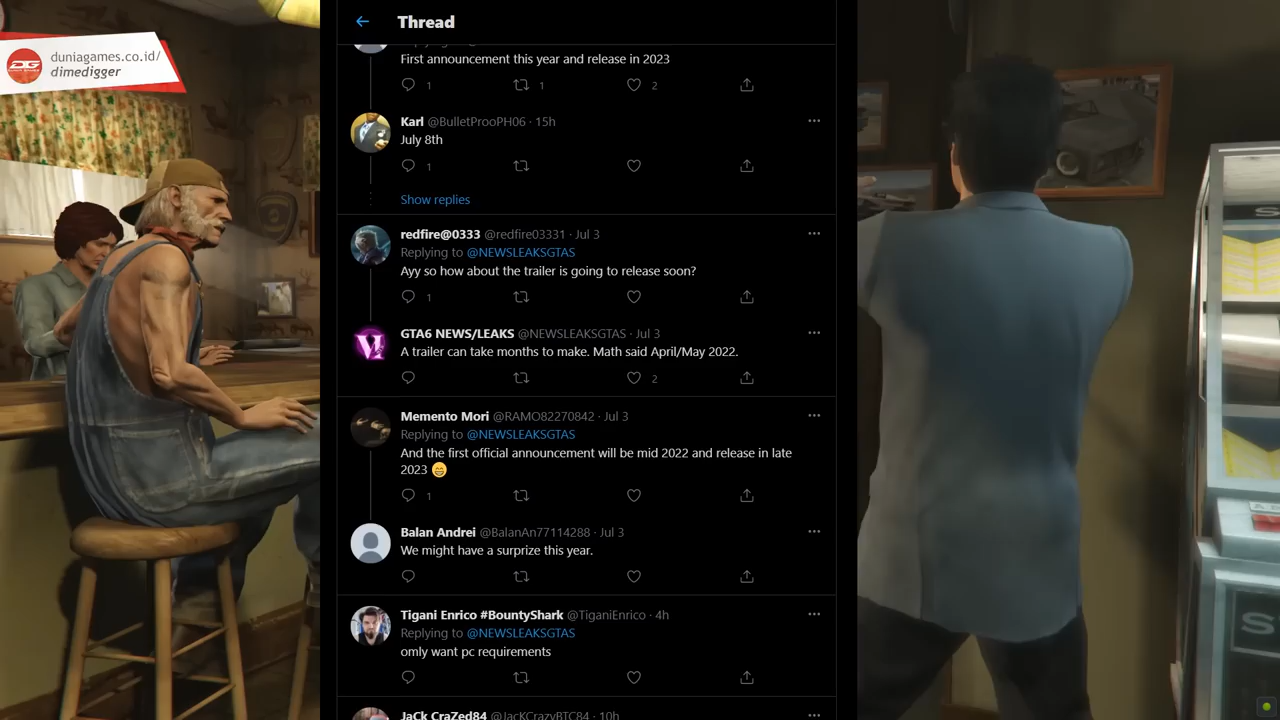 duniagames.co.id/
dimedigger
DG
Thread
First announcement this year and release in 2023
1 1 2
Karl @BulletProoPH06 · 15h
July 8th
1
Show replies
redfire@0333 @redfire03331 · Jul 3
Replying to @NEWSLEAKSGTAS
Ayy so how about the trailer is going to release soon?
1
GTA6 NEWS/LEAKS @NEWSLEAKSGTAS · Jul 3
A trailer can take months to make. Math said April/May 2022.
2
Memento Mori @RAMO82270842 · Jul 3
Replying to @NEWSLEAKSGTAS
And the first official announcement will be mid 2022 and release in late
2023 😄
1
Balan Andrei @BalanAn77114288 · Jul 3
We might have a surprize this year.
Tigani Enrico #BountyShark @TiganiEnrico · 4h
Replying to @NEWSLEAKSGTAS
omly want pc requirements
JaCk CraZed84 @JacKCrazyBTC84 · 10h